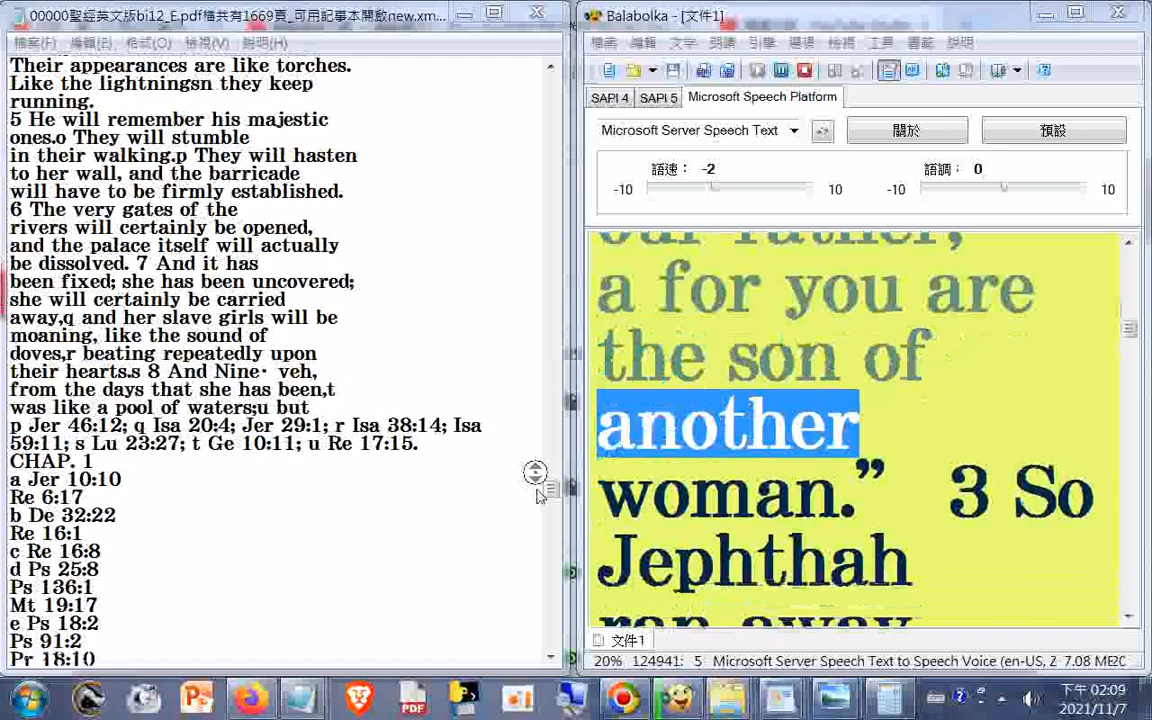 00000聖經英文版bi12_E.pdf檔共有1669頁_可用記事本開啟new.xm...
檔案(F) 編輯(E) 格式(O) 檢視(V) 說明(H)
Their appearances are like torches.
Like the lightningsn they keep
running.
5 He will remember his majestic
ones.o They will stumble
in their walking.p They will hasten
to her wall, and the barricade
will have to be firmly established.
6 The very gates of the
rivers will certainly be opened,
and the palace itself will actually
be dissolved. 7 And it has
been fixed; she has been uncovered;
she will certainly be carried
away,q and her slave girls will be
moaning, like the sound of
doves,r beating repeatedly upon
their hearts.s 8 And Nine· veh,
from the days that she has been,t
was like a pool of waters;u but
p Jer 46:12; q Isa 20:4; Jer 29:1; r Isa 38:14; Isa
59:11; s Lu 23:27; t Ge 10:11; u Re 17:15.
CHAP. 1
a Jer 10:10
Re 6:17
b De 32:22
Re 16:1
c Re 16:8
d Ps 25:8
Ps 136:1
Mt 19:17
e Ps 18:2
Ps 91:2
Pr 18:10
Balabolka - [文件1]
檔案 編輯 文字 朗讀 引擎 選項 檢視 工具 書籤 說明
SAPI 4 SAPI 5 Microsoft Speech Platform
Microsoft Server Speech Text 關於 預設
語速： -2 語調： 0
-10 10 -10 10
our father,
a for you are
the son of
another
woman.” 3 So
Jephthah
ran away
文件1
20% 124941: 5 Microsoft Server Speech Text to Speech Voice (en-US, Z 7.08 ME2C
PDF
下午 02:09
2021/11/7